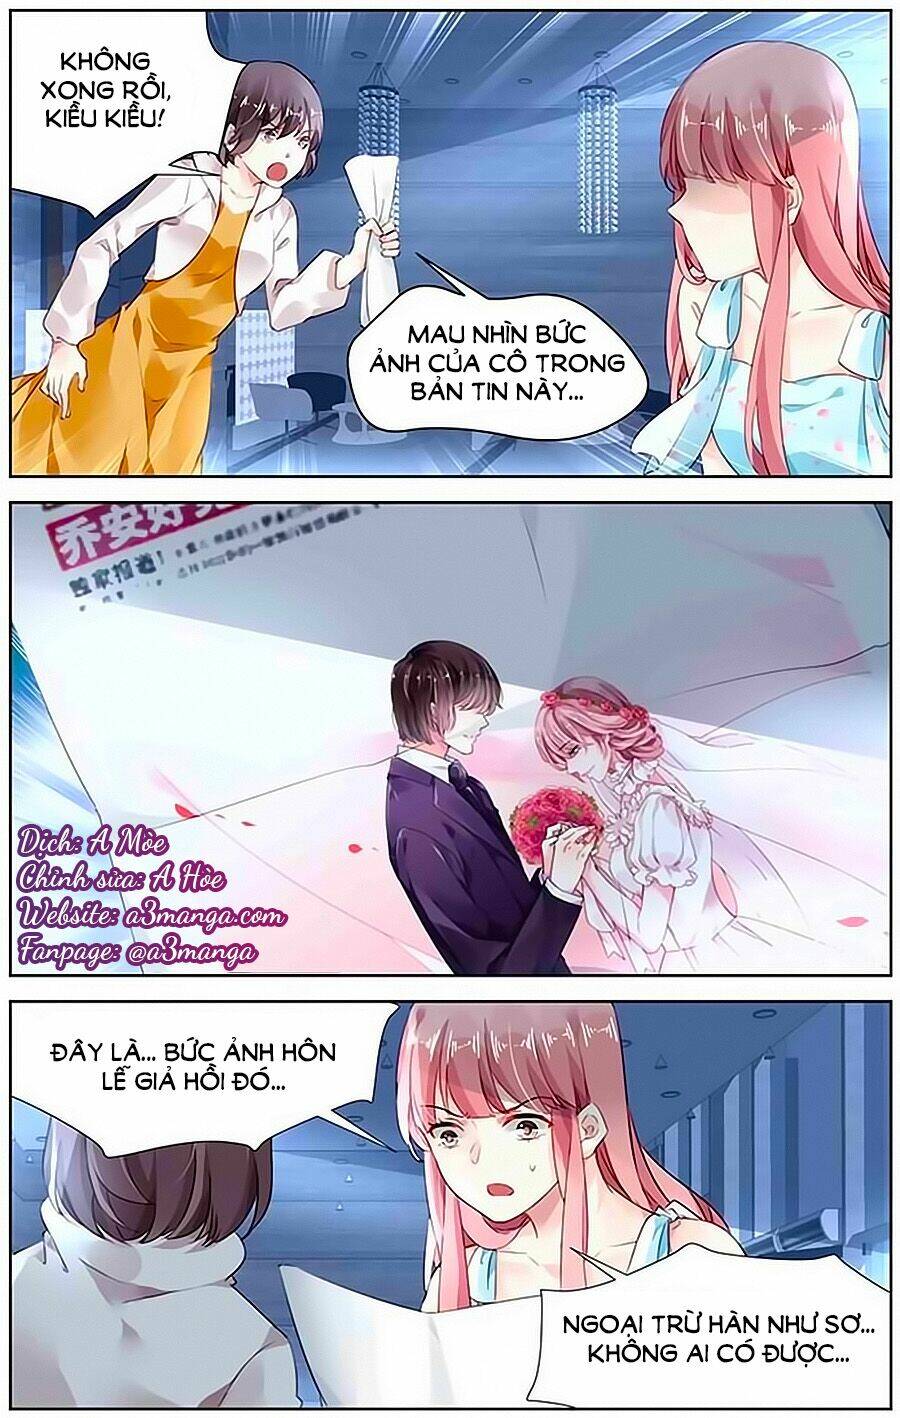 KHÔNG
XONG RỒI,
KIỀU KIỀU!
MAU NHÌN BỨC
ẢNH CỦA CÔ TRONG
BẢN TIN NÀY...
乔安好
独家报道!
Dịch: A Mòe
Chỉnh sửa: A Hòe
Website: a3manga.com
Fanpage: @a3manga
ĐÂY LÀ... BỨC ẢNH HÔN
LỄ GIẢ HỒI ĐÓ...
NGOẠI TRỪ HÀN NHƯ SƠ...
KHÔNG AI CÓ ĐƯỢC...